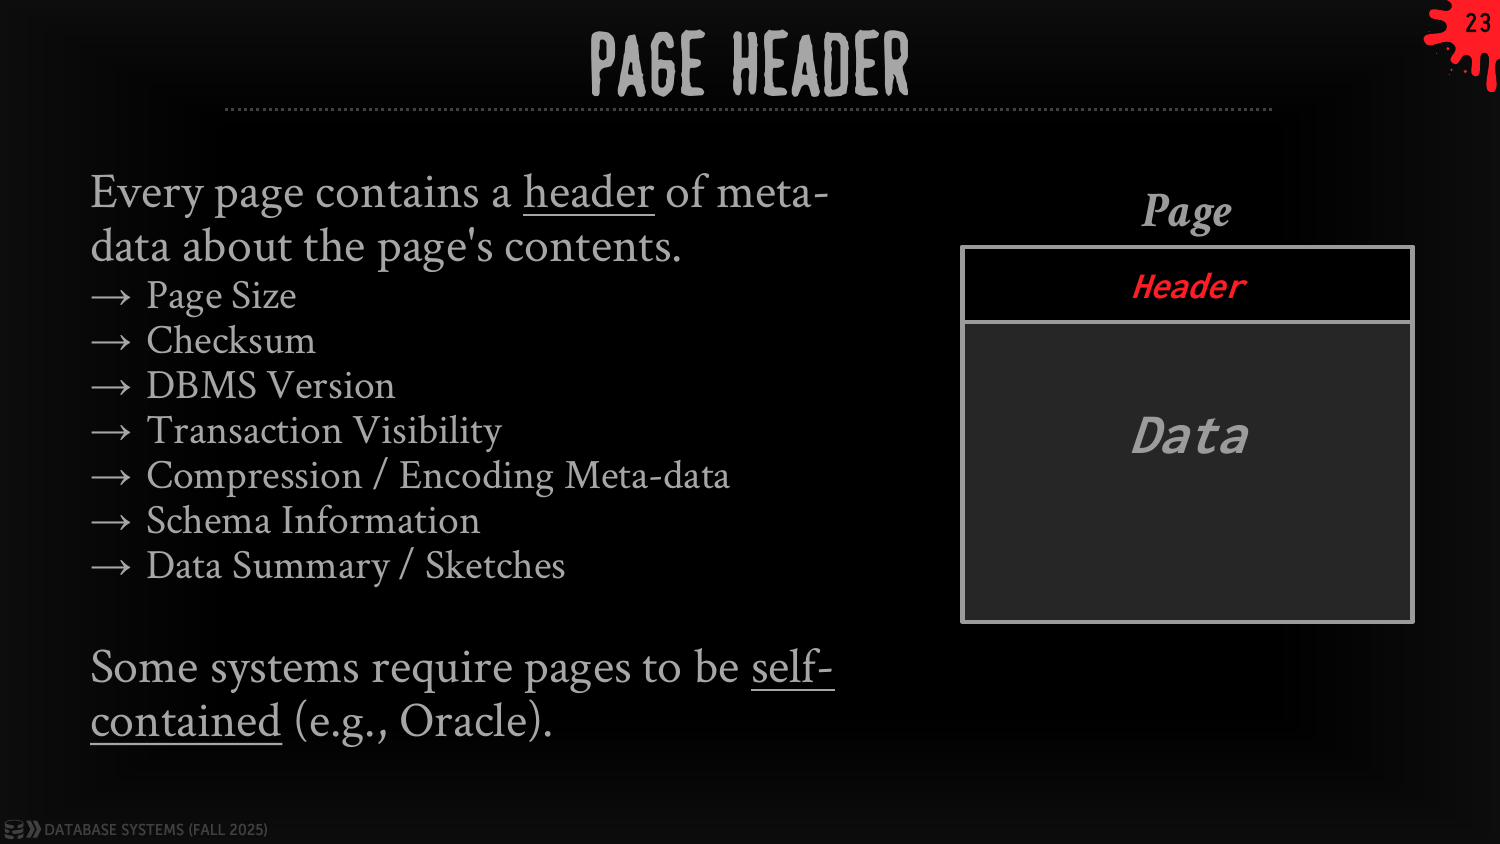 23
PAGE HEADER
Every page contains a header of meta-
data about the page's contents.
→ Page Size
→ Checksum
→ DBMS Version
→ Transaction Visibility
→ Compression / Encoding Meta-data
→ Schema Information
→ Data Summary / Sketches
Some systems require pages to be self-
contained (e.g., Oracle).
Page
Header
Data
DATABASE SYSTEMS (FALL 2025)